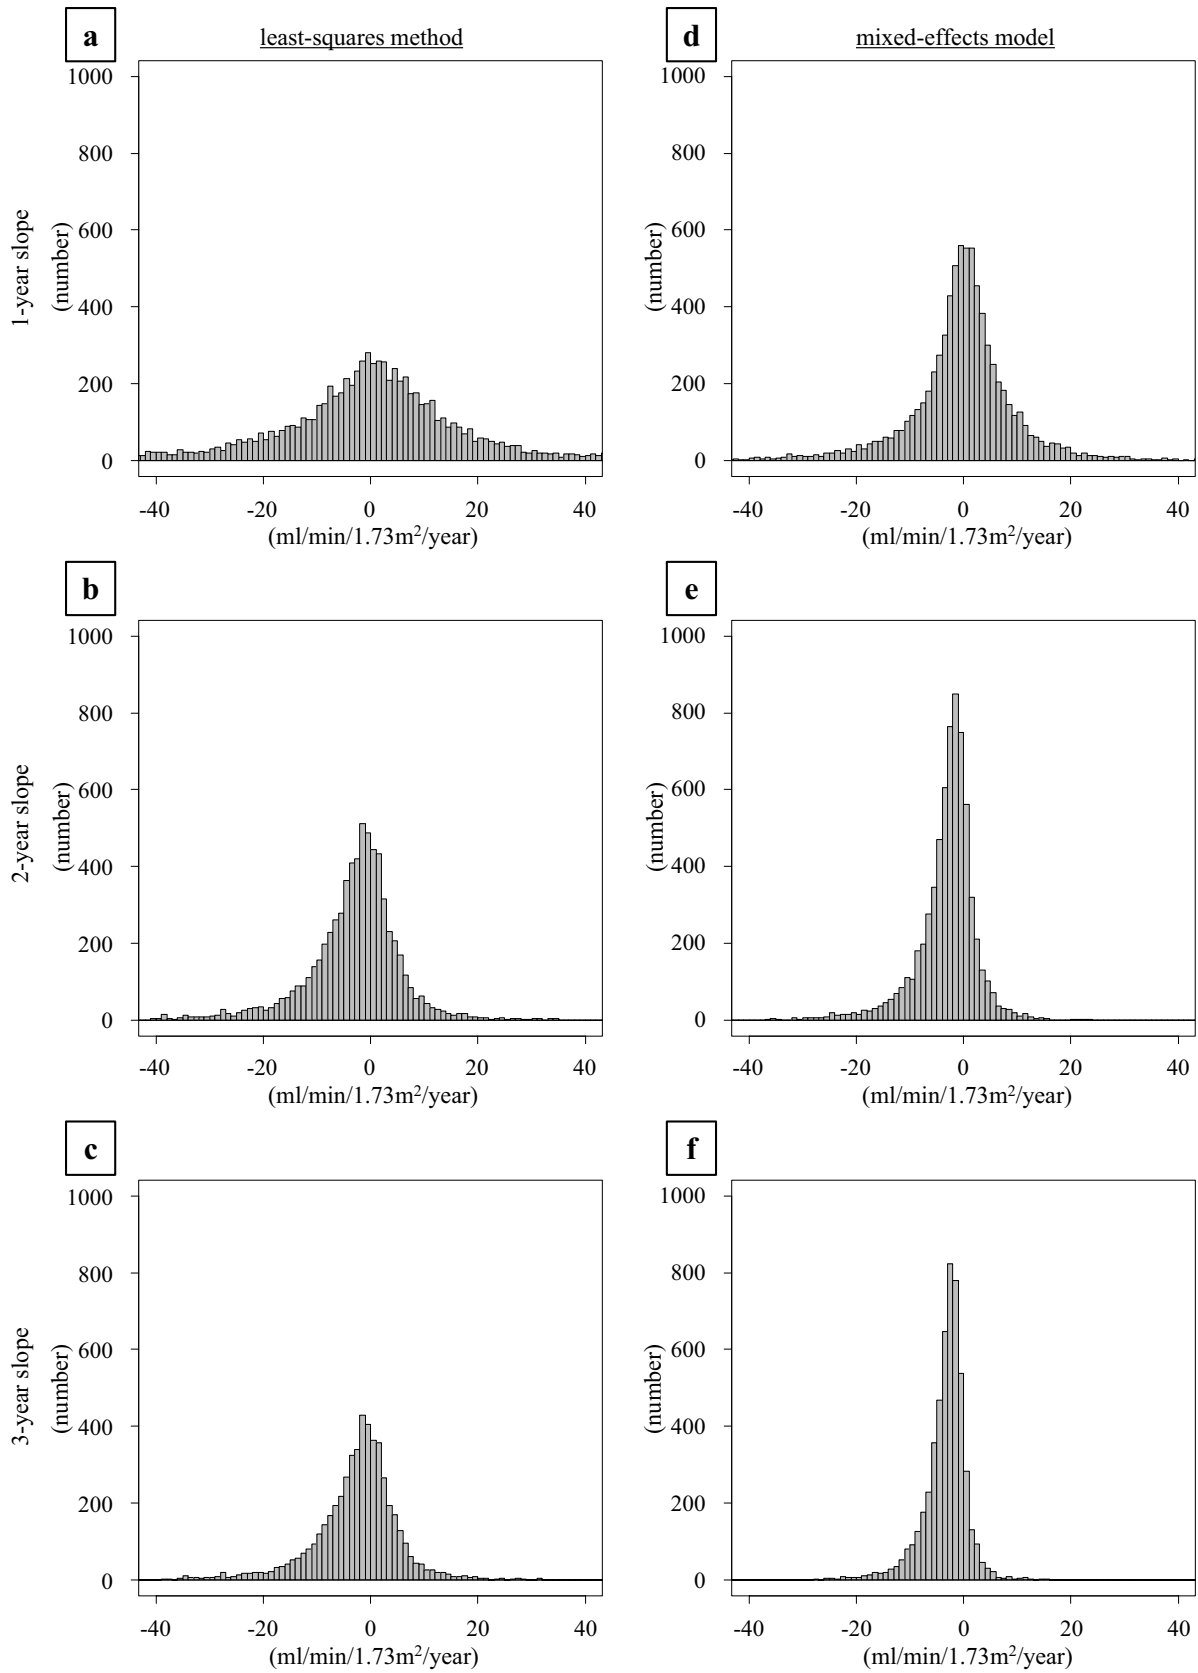 a
least-squares method
d
mixed-effects model
1-year slope
(number)
1000
800
600
400
200
0
-40 -20 0 20 40
(ml/min/1.73m²/year)
(number)
1000
800
600
400
200
0
-40 -20 0 20 40
(ml/min/1.73m²/year)
b
e
2-year slope
(number)
1000
800
600
400
200
0
-40 -20 0 20 40
(ml/min/1.73m²/year)
(number)
1000
800
600
400
200
0
-40 -20 0 20 40
(ml/min/1.73m²/year)
c
f
3-year slope
(number)
1000
800
600
400
200
0
-40 -20 0 20 40
(ml/min/1.73m²/year)
(number)
1000
800
600
400
200
0
-40 -20 0 20 40
(ml/min/1.73m²/year)